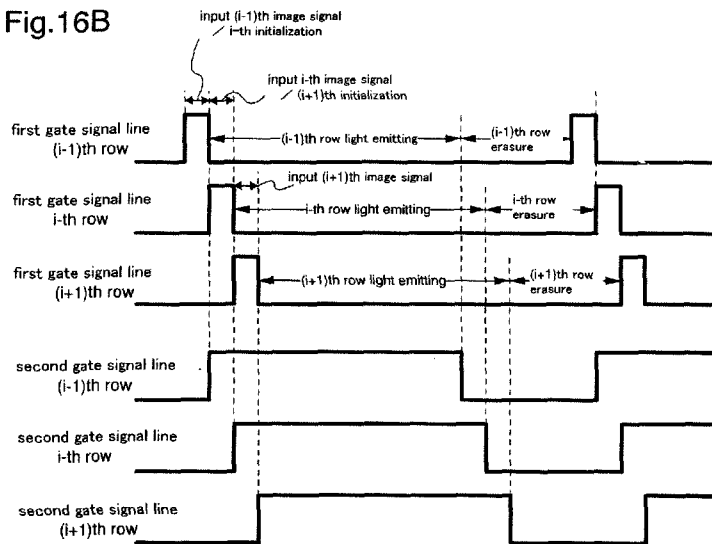 Fig.16B
input (i-1)th image signal
/ i-th initialization
input i-th image signal
/ (i+1)th initialization
first gate signal line
(i-1)th row
(i-1)th row light emitting
(i-1)th row
erasure
input (i+1)th image signal
first gate signal line
i-th row
i-th row light emitting
i-th row
erasure
first gate signal line
(i+1)th row
(i+1)th row light emitting
(i+1)th row
erasure
second gate signal line
(i-1)th row
second gate signal line
i-th row
second gate signal line
(i+1)th row